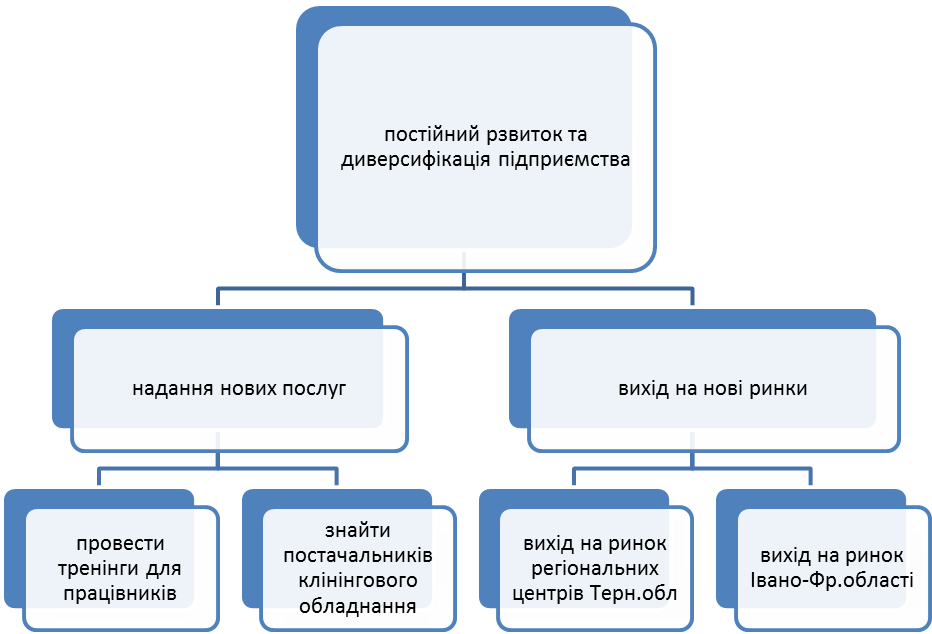 постійний рзвиток та
диверсифікація підприємства
надання нових послуг
вихід на нові ринки
провести
тренінги для
працівників
знайти
постачальників
клінінгового
обладнання
вихід на ринок
регіональних
центрів Терн.обл
вихід на ринок
Івано-Фр.області